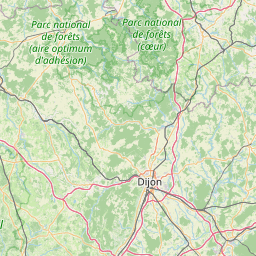 Parc national
de forêts
(cœur)
Parc national
de forêts
(aire optimum
d'adhésion)
Dijon